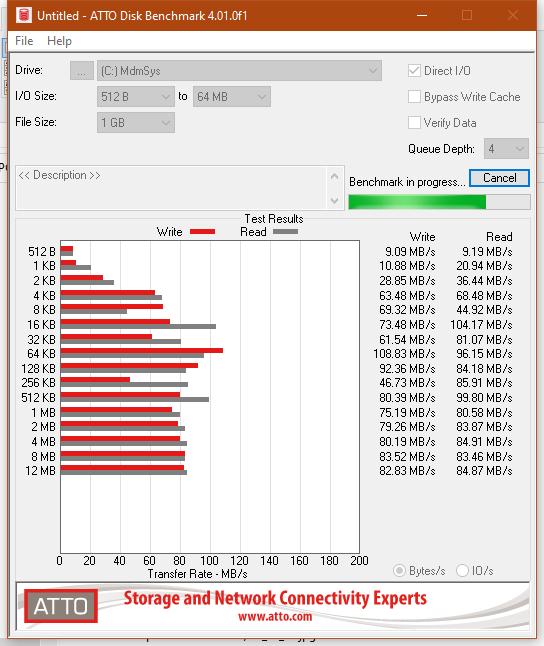 Untitled - ATTO Disk Benchmark 4.01.0f1
File Help
Drive: ... (C:) MdmSys Direct I/O
I/O Size: 512 B to 64 MB Bypass Write Cache
File Size: 1 GB Verify Data
Queue Depth: 4
<< Description >>
Benchmark in progress... Cancel
Test Results
Write Read Write Read
512 B 9.09 MB/s 9.19 MB/s
1 KB 10.88 MB/s 20.94 MB/s
2 KB 28.85 MB/s 36.44 MB/s
4 KB 63.48 MB/s 68.48 MB/s
8 KB 69.32 MB/s 44.92 MB/s
16 KB 73.48 MB/s 104.17 MB/s
32 KB 61.54 MB/s 81.07 MB/s
64 KB 108.83 MB/s 96.15 MB/s
128 KB 92.36 MB/s 84.18 MB/s
256 KB 46.73 MB/s 85.91 MB/s
512 KB 80.39 MB/s 99.80 MB/s
1 MB 75.19 MB/s 80.58 MB/s
2 MB 79.26 MB/s 83.87 MB/s
4 MB 80.19 MB/s 84.91 MB/s
8 MB 83.52 MB/s 83.46 MB/s
12 MB 82.83 MB/s 84.87 MB/s
0 20 40 60 80 100 120 140 160 180 200
Transfer Rate - MB/s Bytes/s IO/s
ATTO Storage and Network Connectivity Experts
www.atto.com